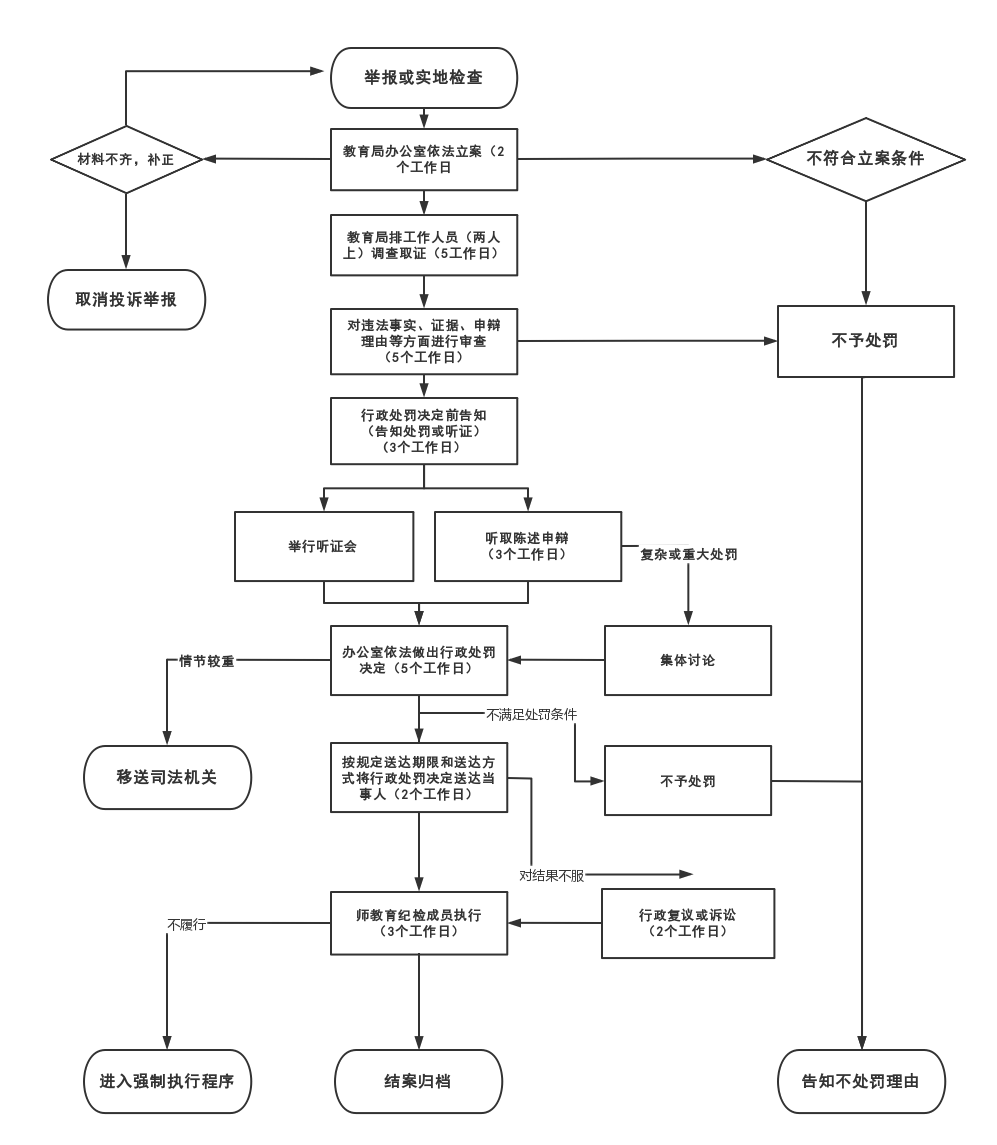 举报或实地检查
教育局办公室依法立案（2
个工作日
材料不齐，补正
不符合立案条件
教育局排工作人员（两人
上）调查取证（5工作日）
取消投诉举报
对违法事实、证据、申辩
理由等方面进行审查
（5个工作日）
不予处罚
行政处罚决定前告知
（告知处罚或听证）
（3个工作日）
举行听证会
听取陈述申辩
（3个工作日）
复杂或重大处罚
办公室依法做出行政处罚
决定（5个工作日）
集体讨论
情节较重
不满足处罚条件
移送司法机关
按规定送达期限和送达方
式将行政处罚决定送达当
事人（2个工作日）
不予处罚
对结果不服
师教育纪检成员执行
（3个工作日）
行政复议或诉讼
（2个工作日）
不履行
进入强制执行程序
结案归档
告知不处罚理由